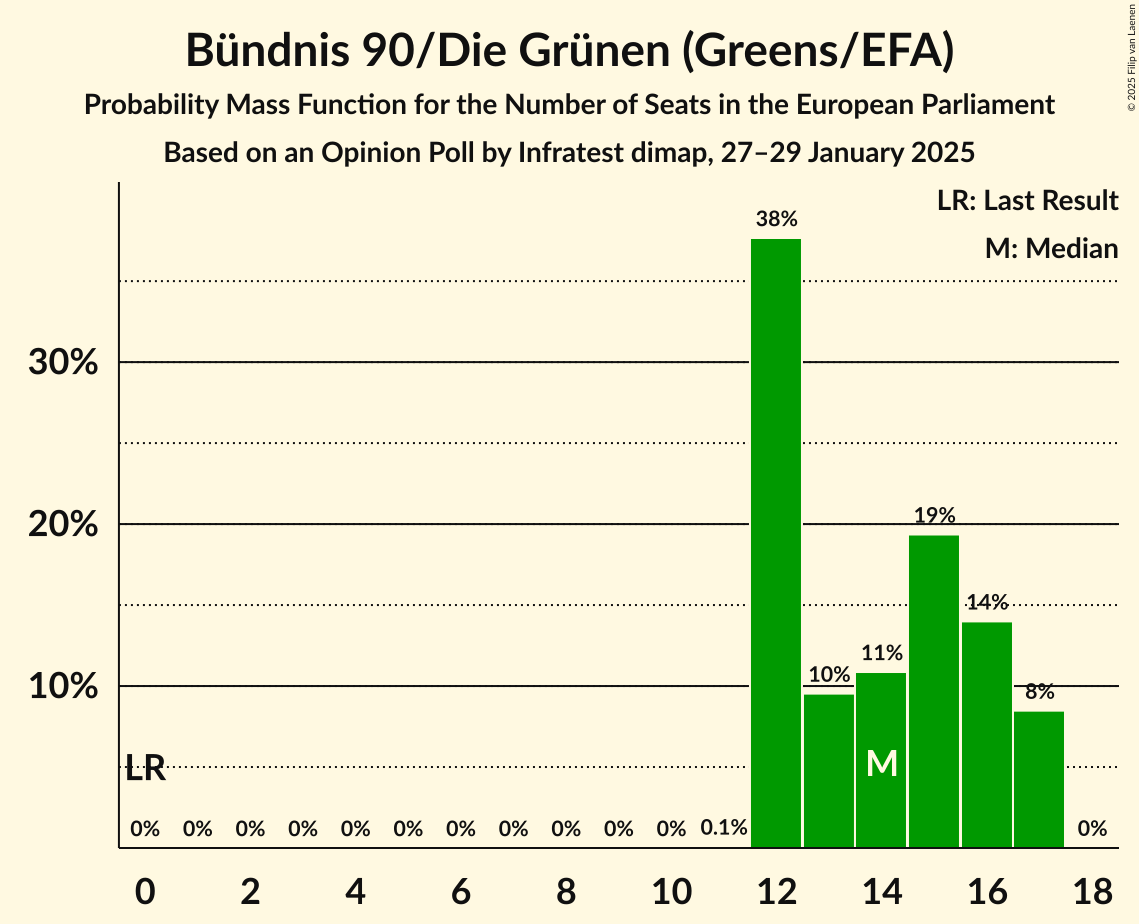 Bündnis 90/Die Grünen (Greens/EFA)
Probability Mass Function for the Number of Seats in the European Parliament
Based on an Opinion Poll by Infratest dimap, 27–29 January 2025
© 2025 Filip van Laenen
LR: Last Result
M: Median
38%
30%
20%
19%
14%
11%
10%
10%
8%
LR
M
0% 0% 0% 0% 0% 0% 0% 0% 0% 0% 0% 0.1% 0%
0 2 4 6 8 10 12 14 16 18